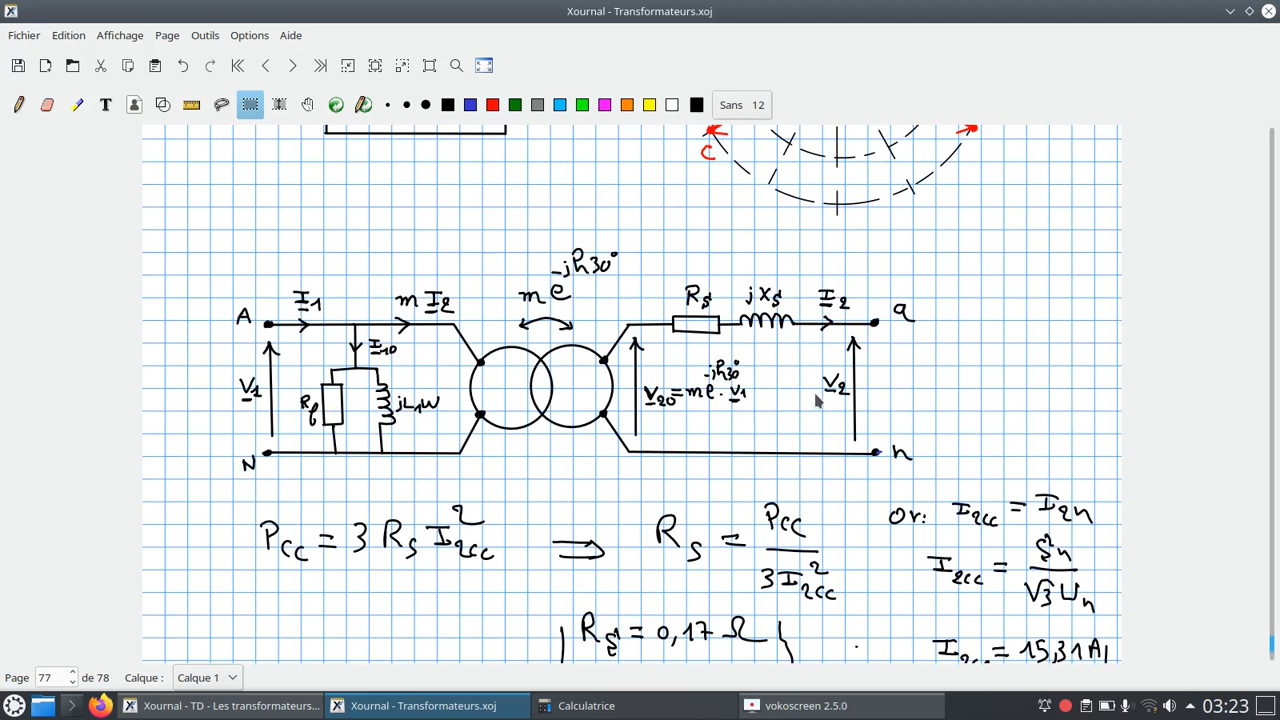 Xournal - Transformateurs.xoj
Fichier Edition Affichage Page Outils Options Aide
Sans 12
C
m e^-jh30°
A I1 m I2 Rs jXs I2 a
I10
V1 Rf jL1ω V20 = m e^-jh30° . V1 V2
N n
Pcc = 3 Rs I2cc² ⟹ Rs = Pcc / 3I2cc² Or: I2cc = I2n
I2cc = Sn / √3 Un
Rs = 0,17 Ω
I2cc = 15,31 A
Page 77 de 78 Calque : Calque 1
Xournal - TD - Les transformateurs... Xournal - Transformateurs.xoj Calculatrice vokoscreen 2.5.0 03:23